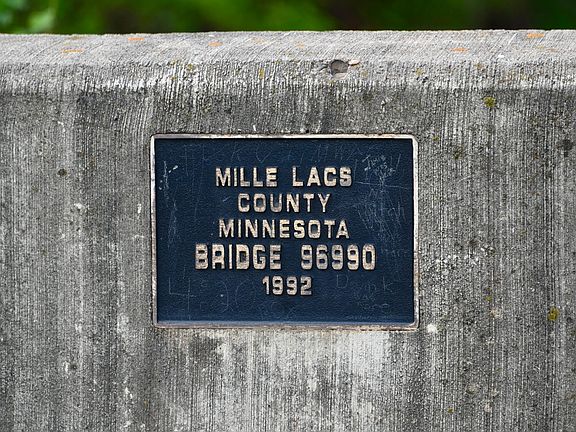 MILLE LACS
COUNTY
MINNESOTA
BRIDGE 96990
1992